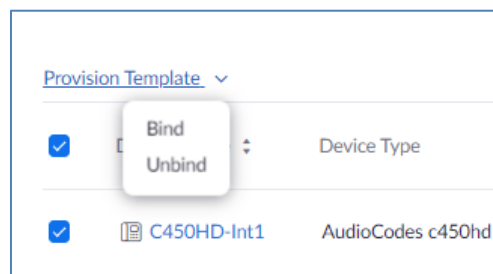 Provision Template
Bind
Device Type
Unbind
C450HD-Int1 AudioCodes c450hd